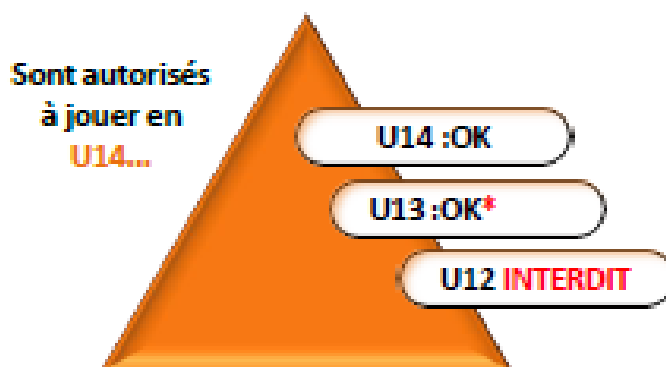 Sont autorisés
à jouer en
U14...
U14 :OK
U13 :OK*
U12 INTERDIT